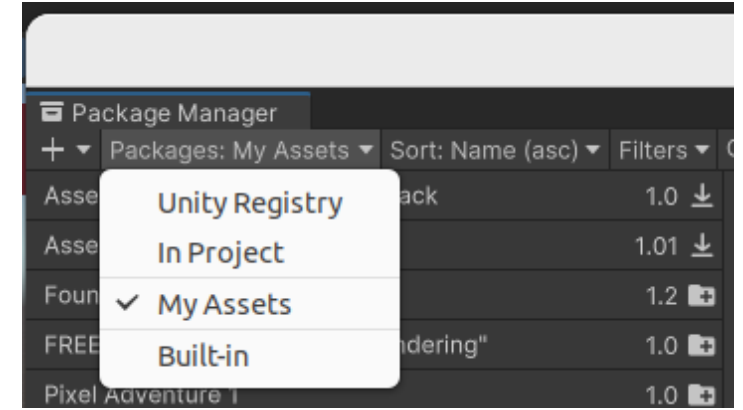 Package Manager
+ Packages: My Assets Sort: Name (asc) Filters
Asse ack 1.0
Unity Registry
Asse 1.01
In Project
Foun 1.2
My Assets
FREE ndering" 1.0
Built-in
Pixel Adventure 1 1.0